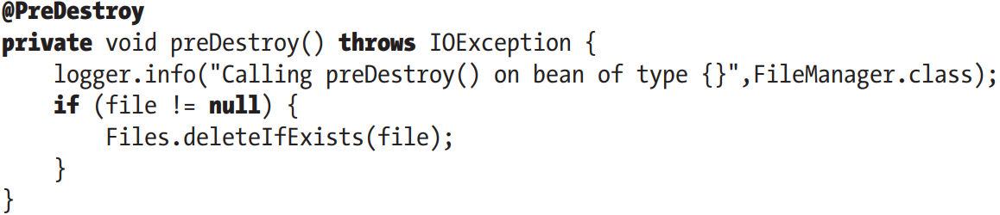 @PreDestroy
private void preDestroy() throws IOException {
    logger.info("Calling preDestroy() on bean of type {}",FileManager.class);
    if (file != null) {
        Files.deleteIfExists(file);
    }
}